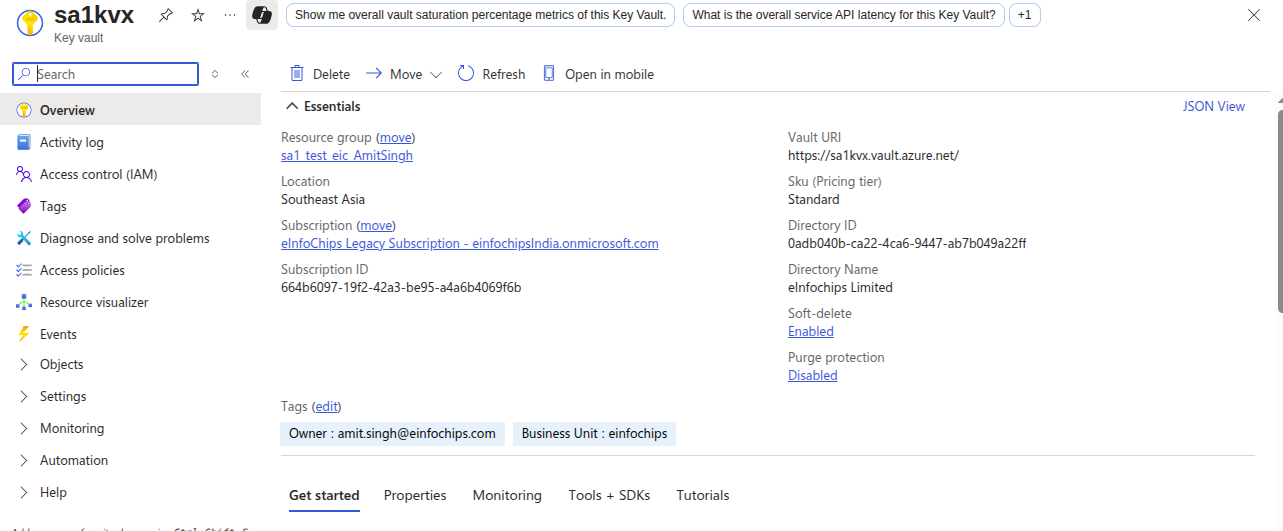 sa1kvx
Key vault
Show me overall vault saturation percentage metrics of this Key Vault.
What is the overall service API latency for this Key Vault?
+1
Search
Overview
Activity log
Access control (IAM)
Tags
Diagnose and solve problems
Access policies
Resource visualizer
Events
Objects
Settings
Monitoring
Automation
Help
Delete
Move
Refresh
Open in mobile
Essentials
JSON View
Resource group (move)
sa1_test_eic_AmitSingh
Location
Southeast Asia
Subscription (move)
eInfoChips Legacy Subscription - einfochipsIndia.onmicrosoft.com
Subscription ID
664b6097-19f2-42a3-be95-a4a6b4069f6b
Vault URI
https://sa1kvx.vault.azure.net/
Sku (Pricing tier)
Standard
Directory ID
0adb040b-ca22-4ca6-9447-ab7b049a22ff
Directory Name
eInfochips Limited
Soft-delete
Enabled
Purge protection
Disabled
Tags (edit)
Owner : amit.singh@einfochips.com
Business Unit : einfochips
Get started
Properties
Monitoring
Tools + SDKs
Tutorials